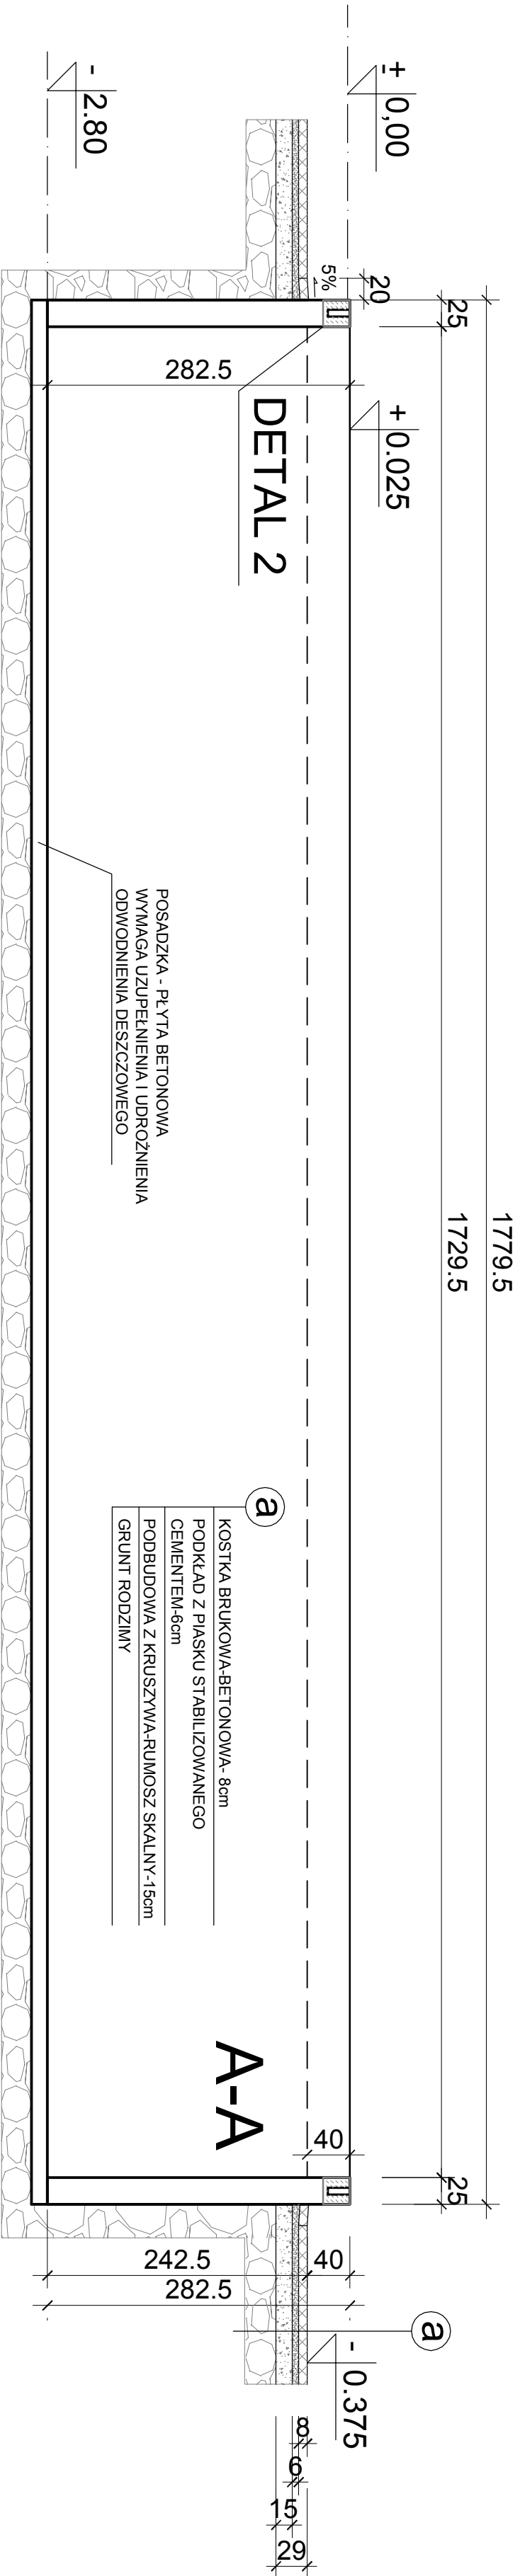 1779.5
25
1729.5
25
± 0,00
+ 0.025
20
5%
- 2.80
282.5
DETAL 2
POSADZKA - PŁYTA BETONOWA
WYMAGA UZUPEŁNIENIA I UDROŻNIENIA
ODWODNIENIA DESZCZOWEGO
a
KOSTKA BRUKOWA-BETONOWA- 8cm
PODKŁAD Z PIASKU STABILIZOWANEGO
CEMENTEM-6cm
PODBUDOWA Z KRUSZYWA-RUMOSZ SKALNY-15cm
GRUNT RODZIMY
A-A
40
40
242.5
282.5
a
- 0.375
8
6
15
29